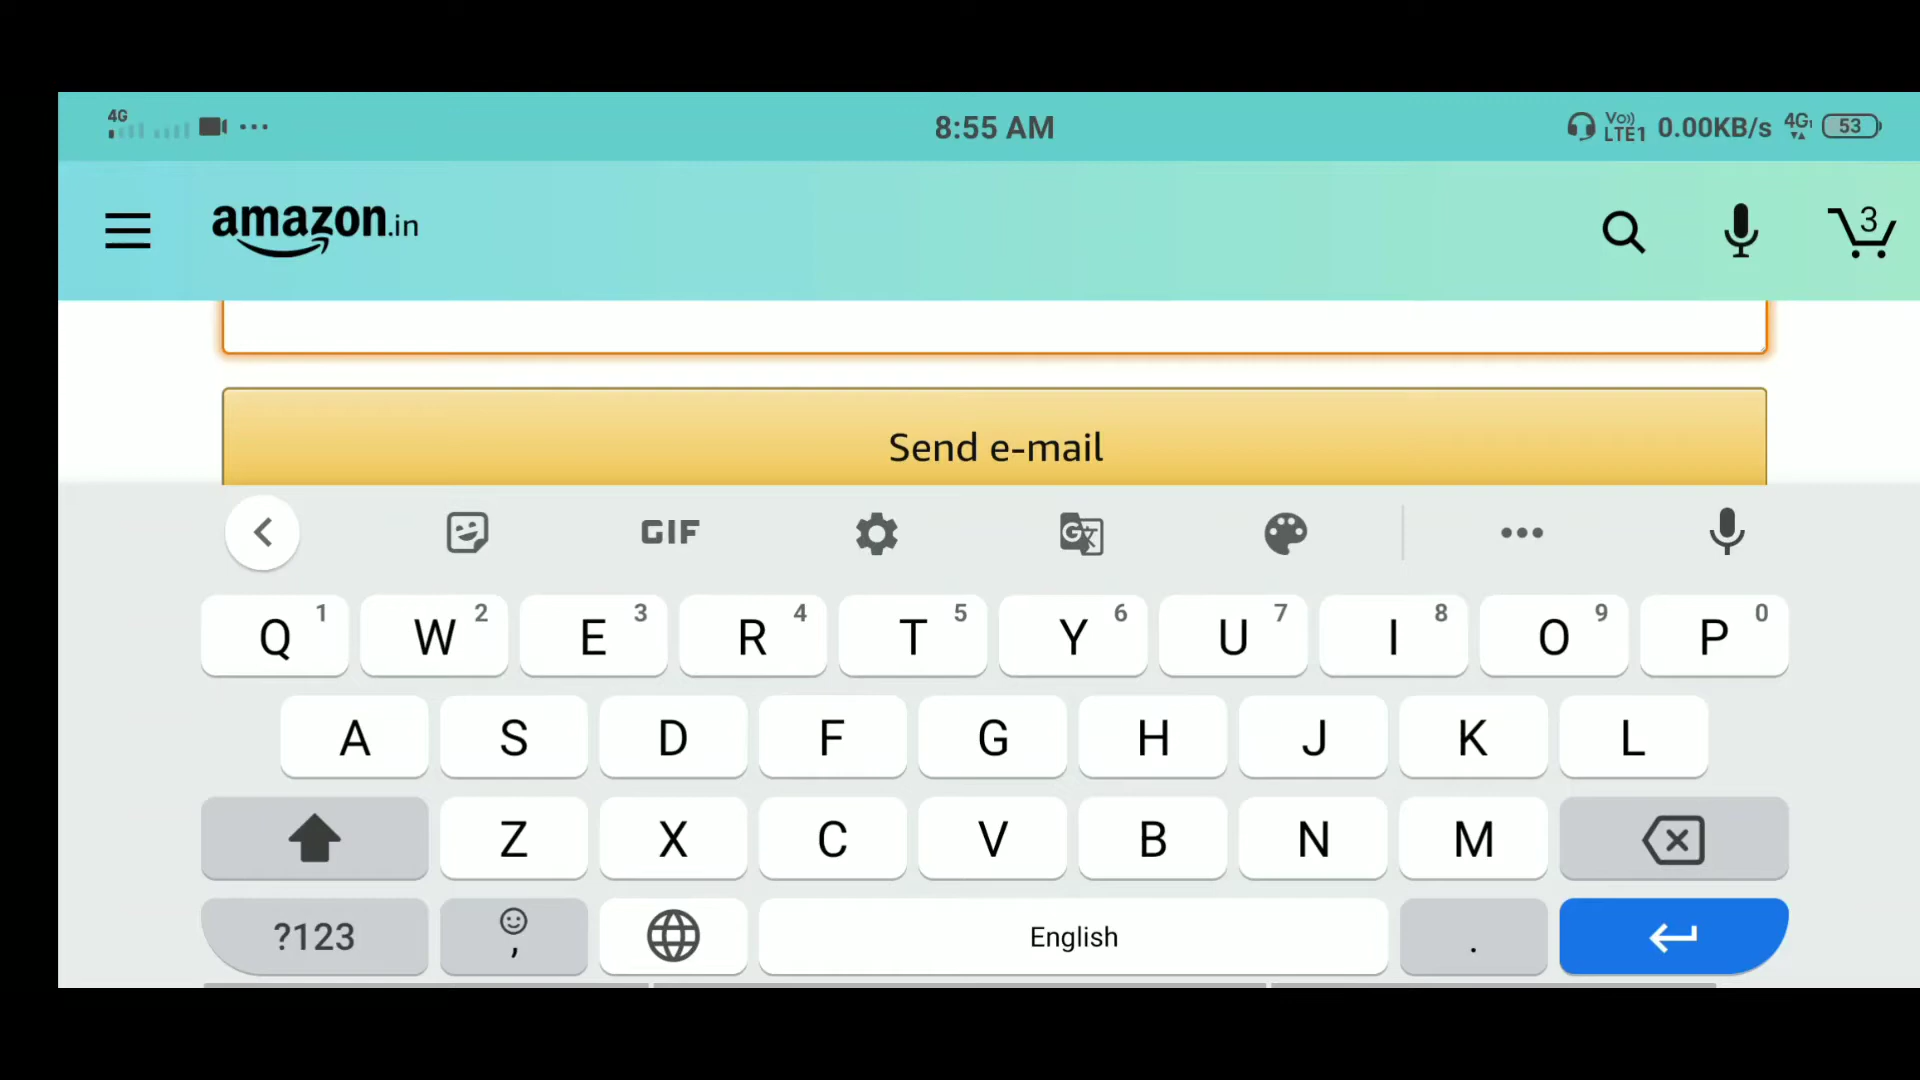 4G
8:55 AM
Vo)) LTE1 0.00KB/s 4G 53
amazon.in
3
Send e-mail
GIF
G
Q 1 W 2 E 3 R 4 T 5 Y 6 U 7 I 8 O 9 P 0
A S D F G H J K L
Z X C V B N M
?123 , English .